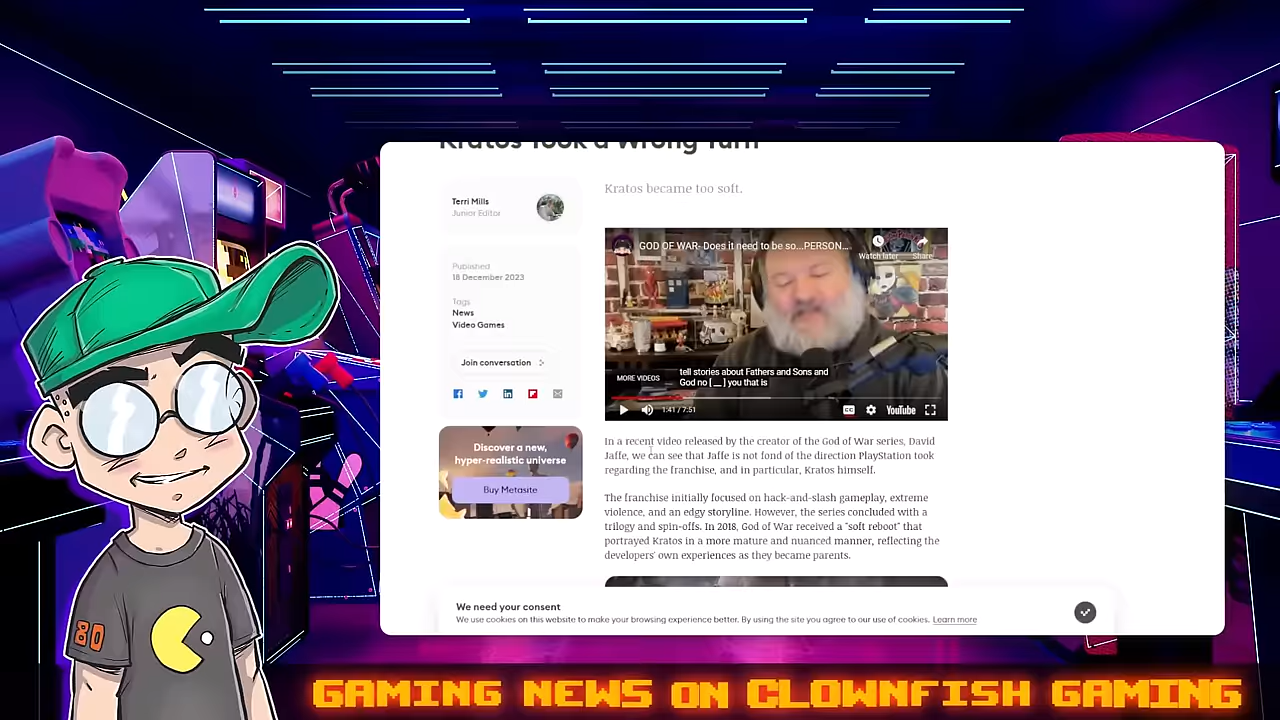 Kratos Took a Wrong Turn
Kratos became too soft.
Terri Mills
Junior Editor
Published
18 December 2023
Tags
News
Video Games
Join conversation
Discover a new,
hyper-realistic universe
Buy Metasite
GOD OF WAR- Does it need to be so...PERSON...
Watch later
Share
MORE VIDEOS
tell stories about Fathers and Sons and
God no [ __ ] you that is
1:41 / 7:51
CC
YouTube
In a recent video released by the creator of the God of War series, David
Jaffe, we can see that Jaffe is not fond of the direction PlayStation took
regarding the franchise, and in particular, Kratos himself.
The franchise initially focused on hack-and-slash gameplay, extreme
violence, and an edgy storyline. However, the series concluded with a
trilogy and spin-offs. In 2018, God of War received a "soft reboot" that
portrayed Kratos in a more mature and nuanced manner, reflecting the
developers' own experiences as they became parents.
We need your consent
We use cookies on this website to make your browsing experience better. By using the site you agree to our use of cookies. Learn more
80
GAMING NEWS ON CLOWNFISH GAMING